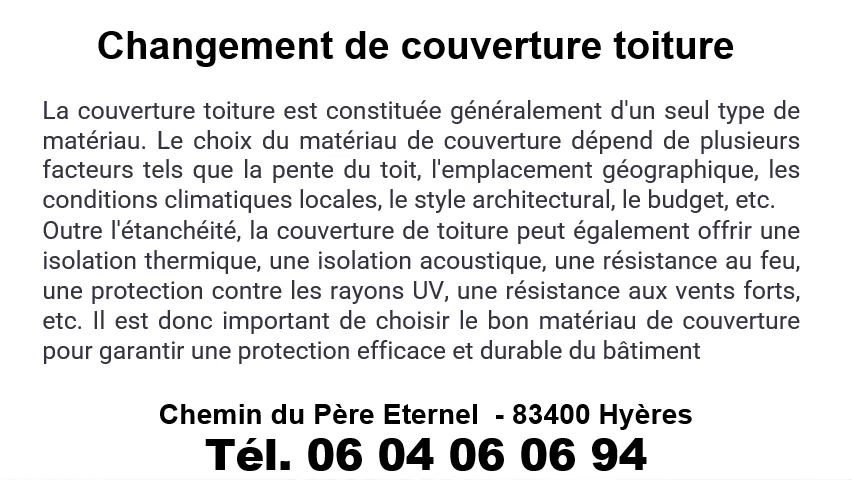 Changement de couverture toiture
La couverture toiture est constituée généralement d'un seul type de
matériau. Le choix du matériau de couverture dépend de plusieurs
facteurs tels que la pente du toit, l'emplacement géographique, les
conditions climatiques locales, le style architectural, le budget, etc.
Outre l'étanchéité, la couverture de toiture peut également offrir une
isolation thermique, une isolation acoustique, une résistance au feu,
une protection contre les rayons UV, une résistance aux vents forts,
etc. Il est donc important de choisir le bon matériau de couverture
pour garantir une protection efficace et durable du bâtiment
Chemin du Père Eternel - 83400 Hyères
Tél. 06 04 06 06 94